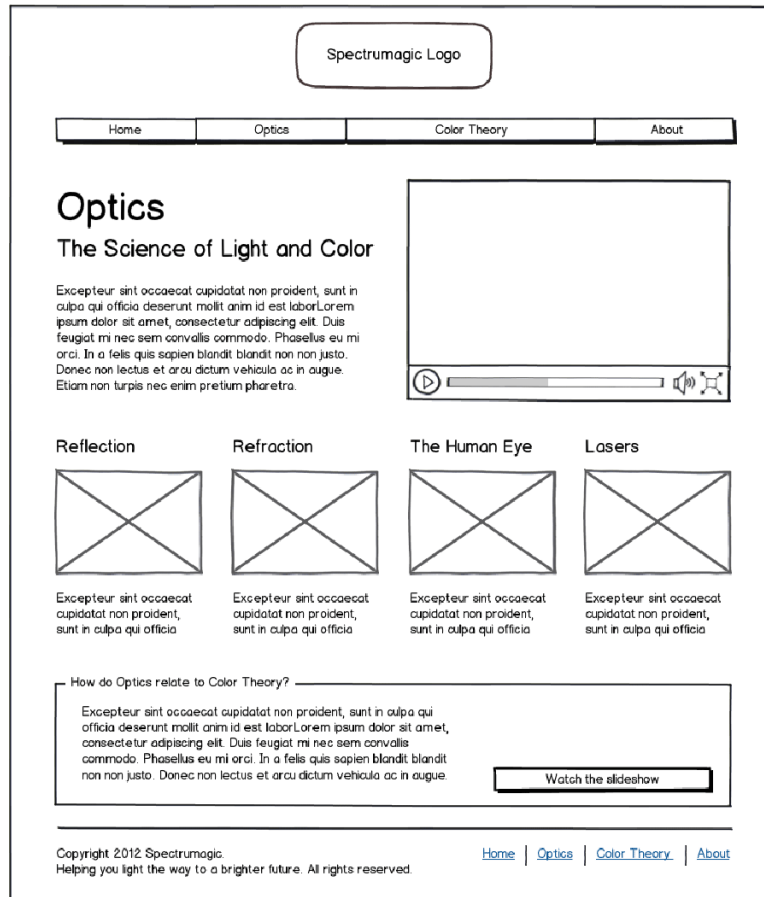 Spectrumagic Logo
Home
Optics
Color Theory
About
Optics
The Science of Light and Color
Excepteur sint occaecat cupidatat non proident, sunt in
culpa qui officia deserunt mollit anim id est laborLorem
ipsum dolor sit amet, consectetur adipiscing elit. Duis
feugiat mi nec sem convallis commodo. Phasellus eu mi
orci. In a felis quis sapien blandit blandit non non justo.
Donec non lectus et arcu dictum vehicula ac in augue.
Etiam non turpis nec enim pretium pharetra.
Reflection
Excepteur sint occaecat
cupidatat non proident,
sunt in culpa qui officia
Refraction
Excepteur sint occaecat
cupidatat non proident,
sunt in culpa qui officia
The Human Eye
Excepteur sint occaecat
cupidatat non proident,
sunt in culpa qui officia
Lasers
Excepteur sint occaecat
cupidatat non proident,
sunt in culpa qui officia
How do Optics relate to Color Theory?
Excepteur sint occaecat cupidatat non proident, sunt in culpa qui
officia deserunt mollit anim id est laborLorem ipsum dolor sit amet,
consectetur adipiscing elit. Duis feugiat mi nec sem convallis
commodo. Phasellus eu mi orci. In a felis quis sapien blandit blandit
non non justo. Donec non lectus et arcu dictum vehicula ac in augue.
Watch the slideshow
Copyright 2012 Spectrumagic.
Helping you light the way to a brighter future. All rights reserved.
Home
Optics
Color Theory
About